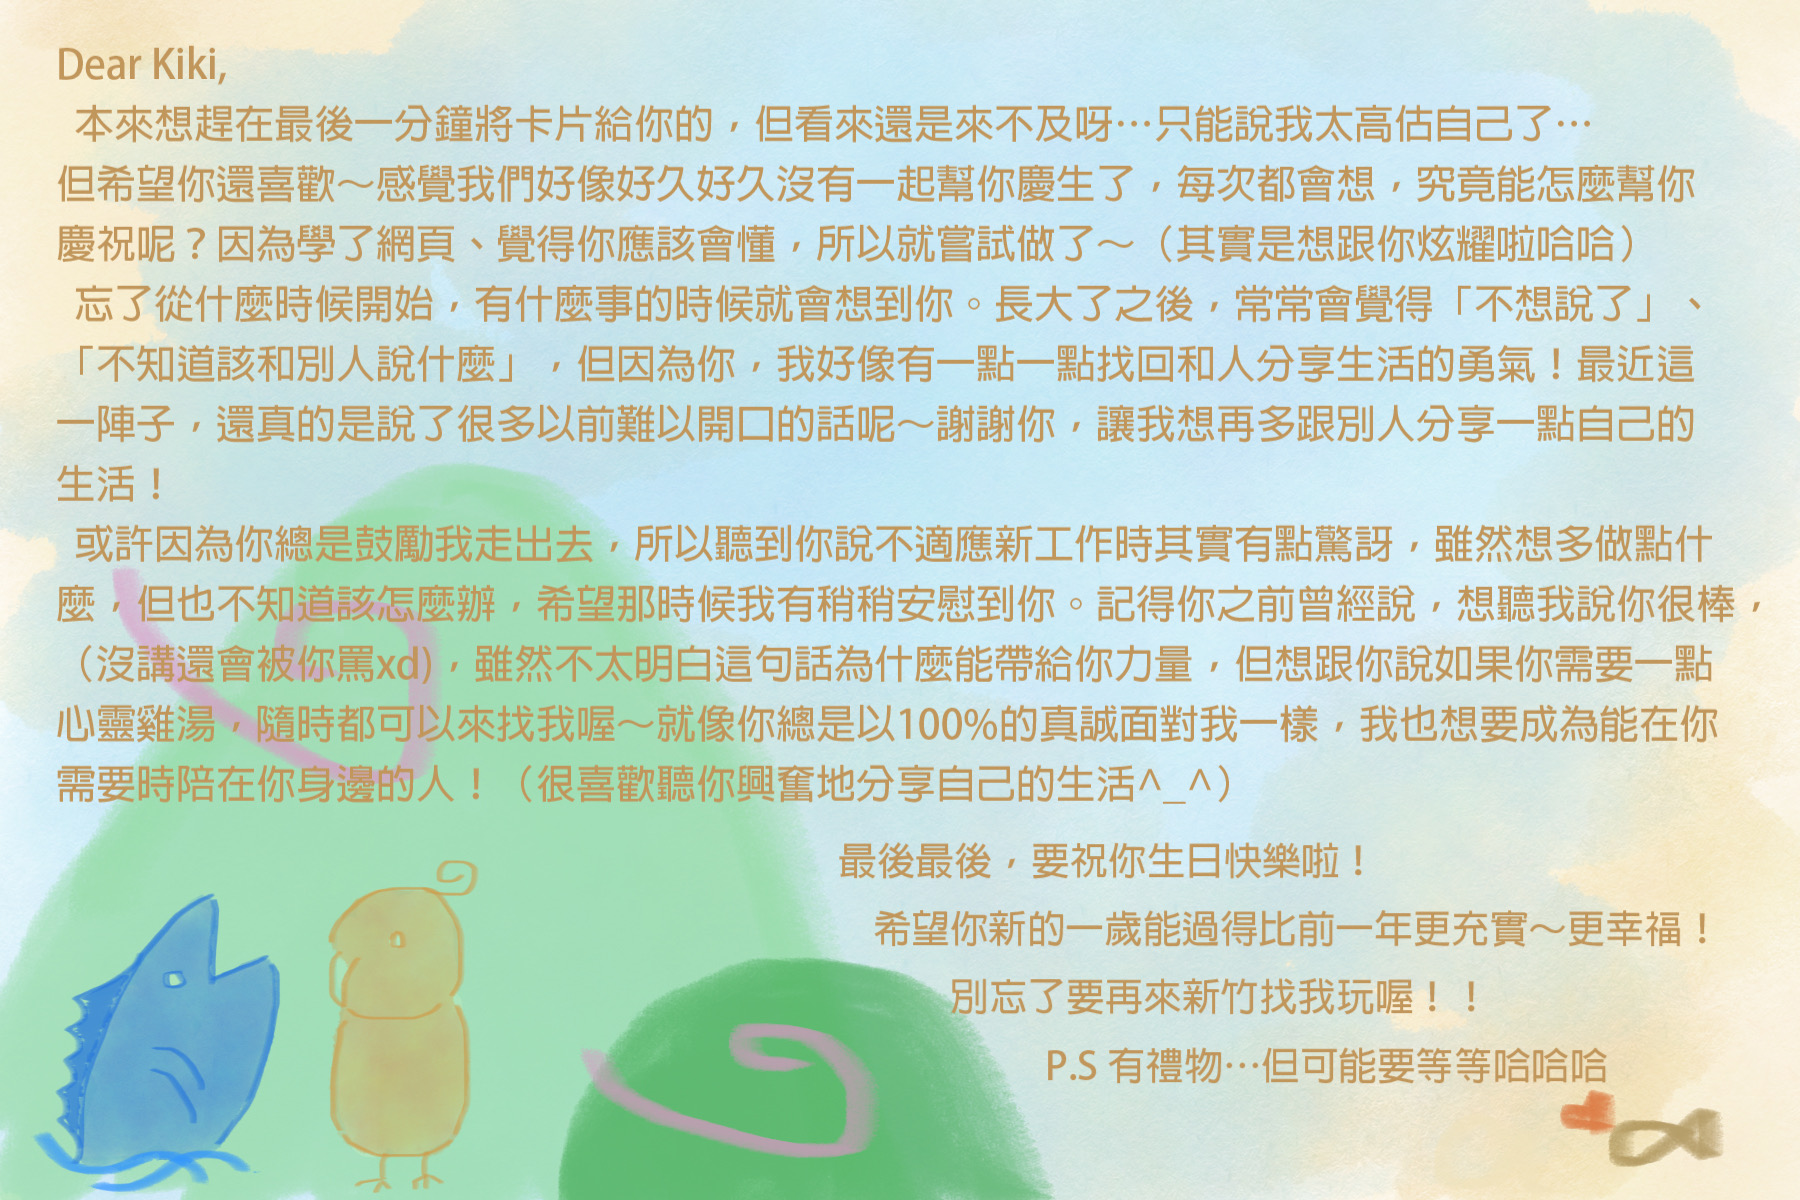 Dear Kiki,
本來想趕在最後一分鐘將卡片給你的，但看來還是來不及呀…只能說我太高估自己了…
但希望你還喜歡～感覺我們好像好久好久沒有一起幫你慶生了，每次都會想，究竟能怎麼幫你
慶祝呢？因為學了網頁、覺得你應該會懂，所以就嘗試做了～（其實是想跟你炫耀啦哈哈）
忘了從什麼時候開始，有什麼事的時候就會想到你。長大了之後，常常會覺得「不想說了」、
「不知道該和別人說什麼」，但因為你，我好像有一點一點找回和人分享生活的勇氣！最近這
一陣子，還真的是說了很多以前難以開口的話呢～謝謝你，讓我想再多跟別人分享一點自己的
生活！
或許因為你總是鼓勵我走出去，所以聽到你說不適應新工作時其實有點驚訝，雖然想多做點什
麼，但也不知道該怎麼辦，希望那時候我有稍稍安慰到你。記得你之前曾經說，想聽我說你很棒，
（沒講還會被你罵xd)，雖然不太明白這句話為什麼能帶給你力量，但想跟你說如果你需要一點
心靈雞湯，隨時都可以來找我喔～就像你總是以100%的真誠面對我一樣，我也想要成為能在你
需要時陪在你身邊的人！（很喜歡聽你興奮地分享自己的生活^_^）
最後最後，要祝你生日快樂啦！
希望你新的一歲能過得比前一年更充實～更幸福！
別忘了要再來新竹找我玩喔！！
P.S 有禮物…但可能要等等哈哈哈